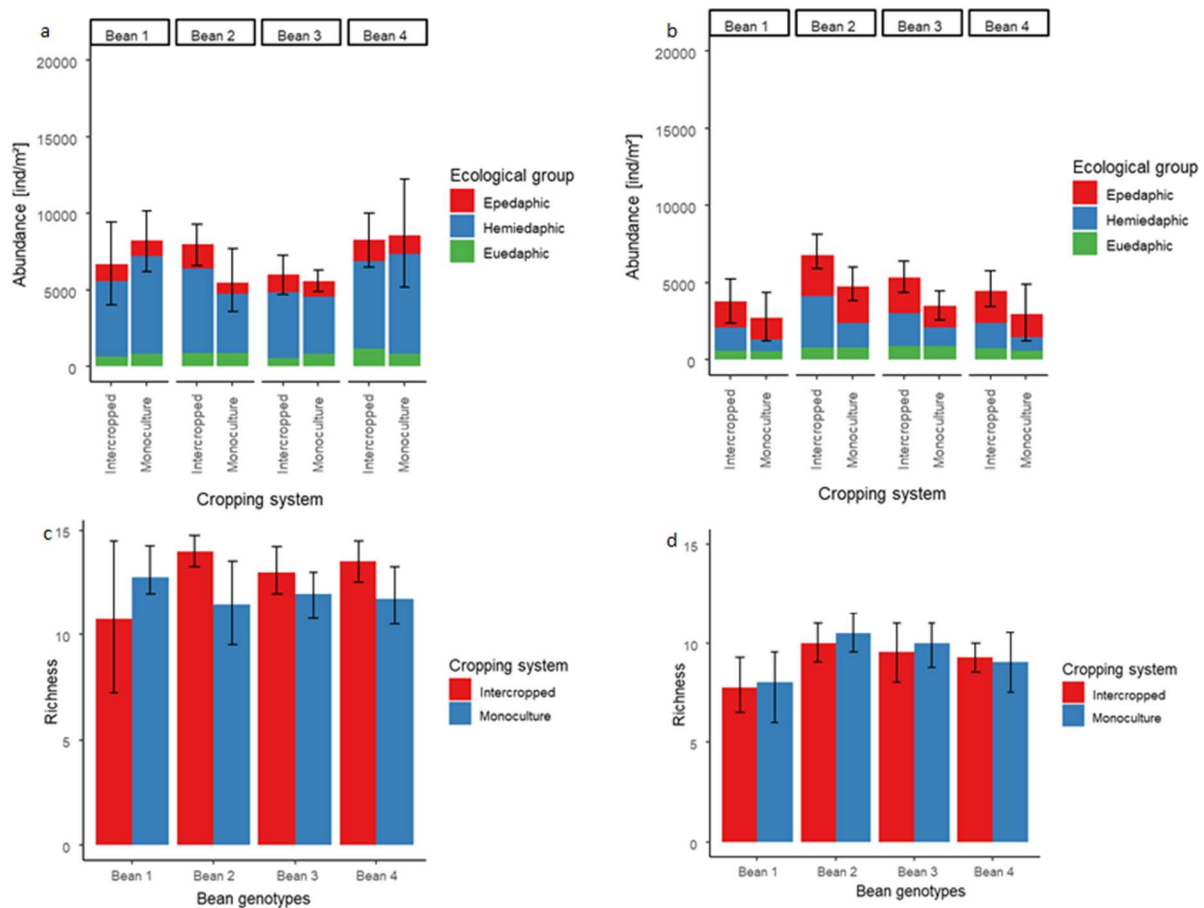 a
Bean 1 Bean 2 Bean 3 Bean 4
20000
15000
10000
5000
0
Abundance [ind/m²]
Ecological group
Epedaphic
Hemiedaphic
Euedaphic
Intercropped Monoculture Intercropped Monoculture Intercropped Monoculture Intercropped Monoculture
Cropping system
b
Bean 1 Bean 2 Bean 3 Bean 4
20000
15000
10000
5000
0
Abundance [ind/m²]
Ecological group
Epedaphic
Hemiedaphic
Euedaphic
Intercropped Monoculture Intercropped Monoculture Intercropped Monoculture Intercropped Monoculture
Cropping system
c
15
10
5
0
Richness
Cropping system
Intercropped
Monoculture
Bean 1 Bean 2 Bean 3 Bean 4
Bean genotypes
d
15
10
5
0
Richness
Cropping system
Intercropped
Monoculture
Bean 1 Bean 2 Bean 3 Bean 4
Bean genotypes